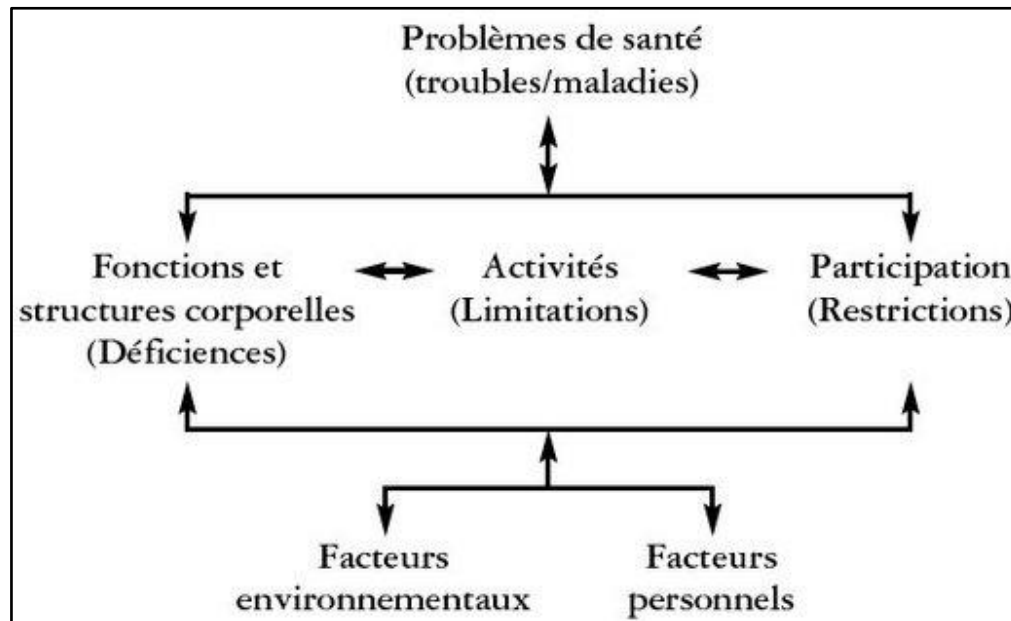 Problèmes de santé
(troubles/maladies)
Fonctions et
structures corporelles
(Déficiences)
Activités
(Limitations)
Participation
(Restrictions)
Facteurs
environnementaux
Facteurs
personnels